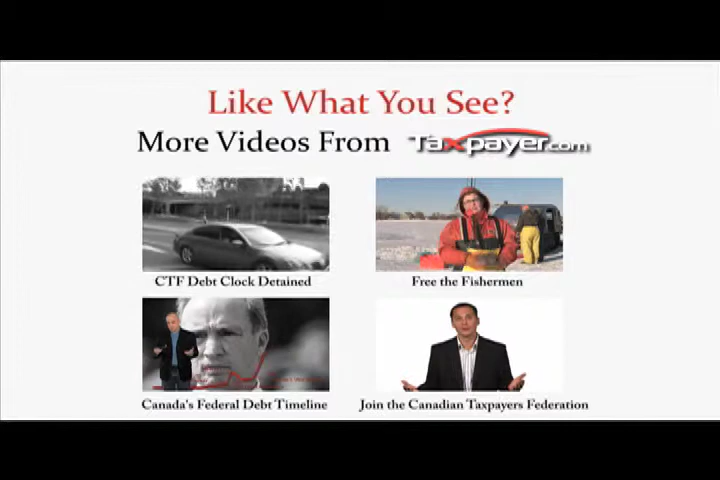 Like What You See?
More Videos From Taxpayer.com
CTF Debt Clock Detained
Free the Fishermen
Canada's Federal Debt Timeline
Join the Canadian Taxpayers Federation